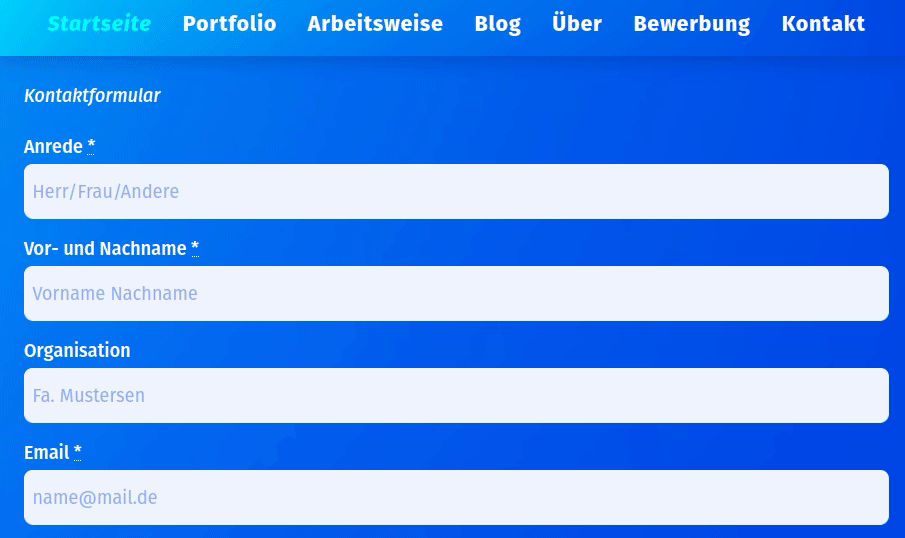 Startseite Portfolio Arbeitsweise Blog Über Bewerbung Kontakt
Kontaktformular
Anrede *
Herr/Frau/Andere
Vor- und Nachname *
Vorname Nachname
Organisation
Fa. Mustersen
Email *
name@mail.de